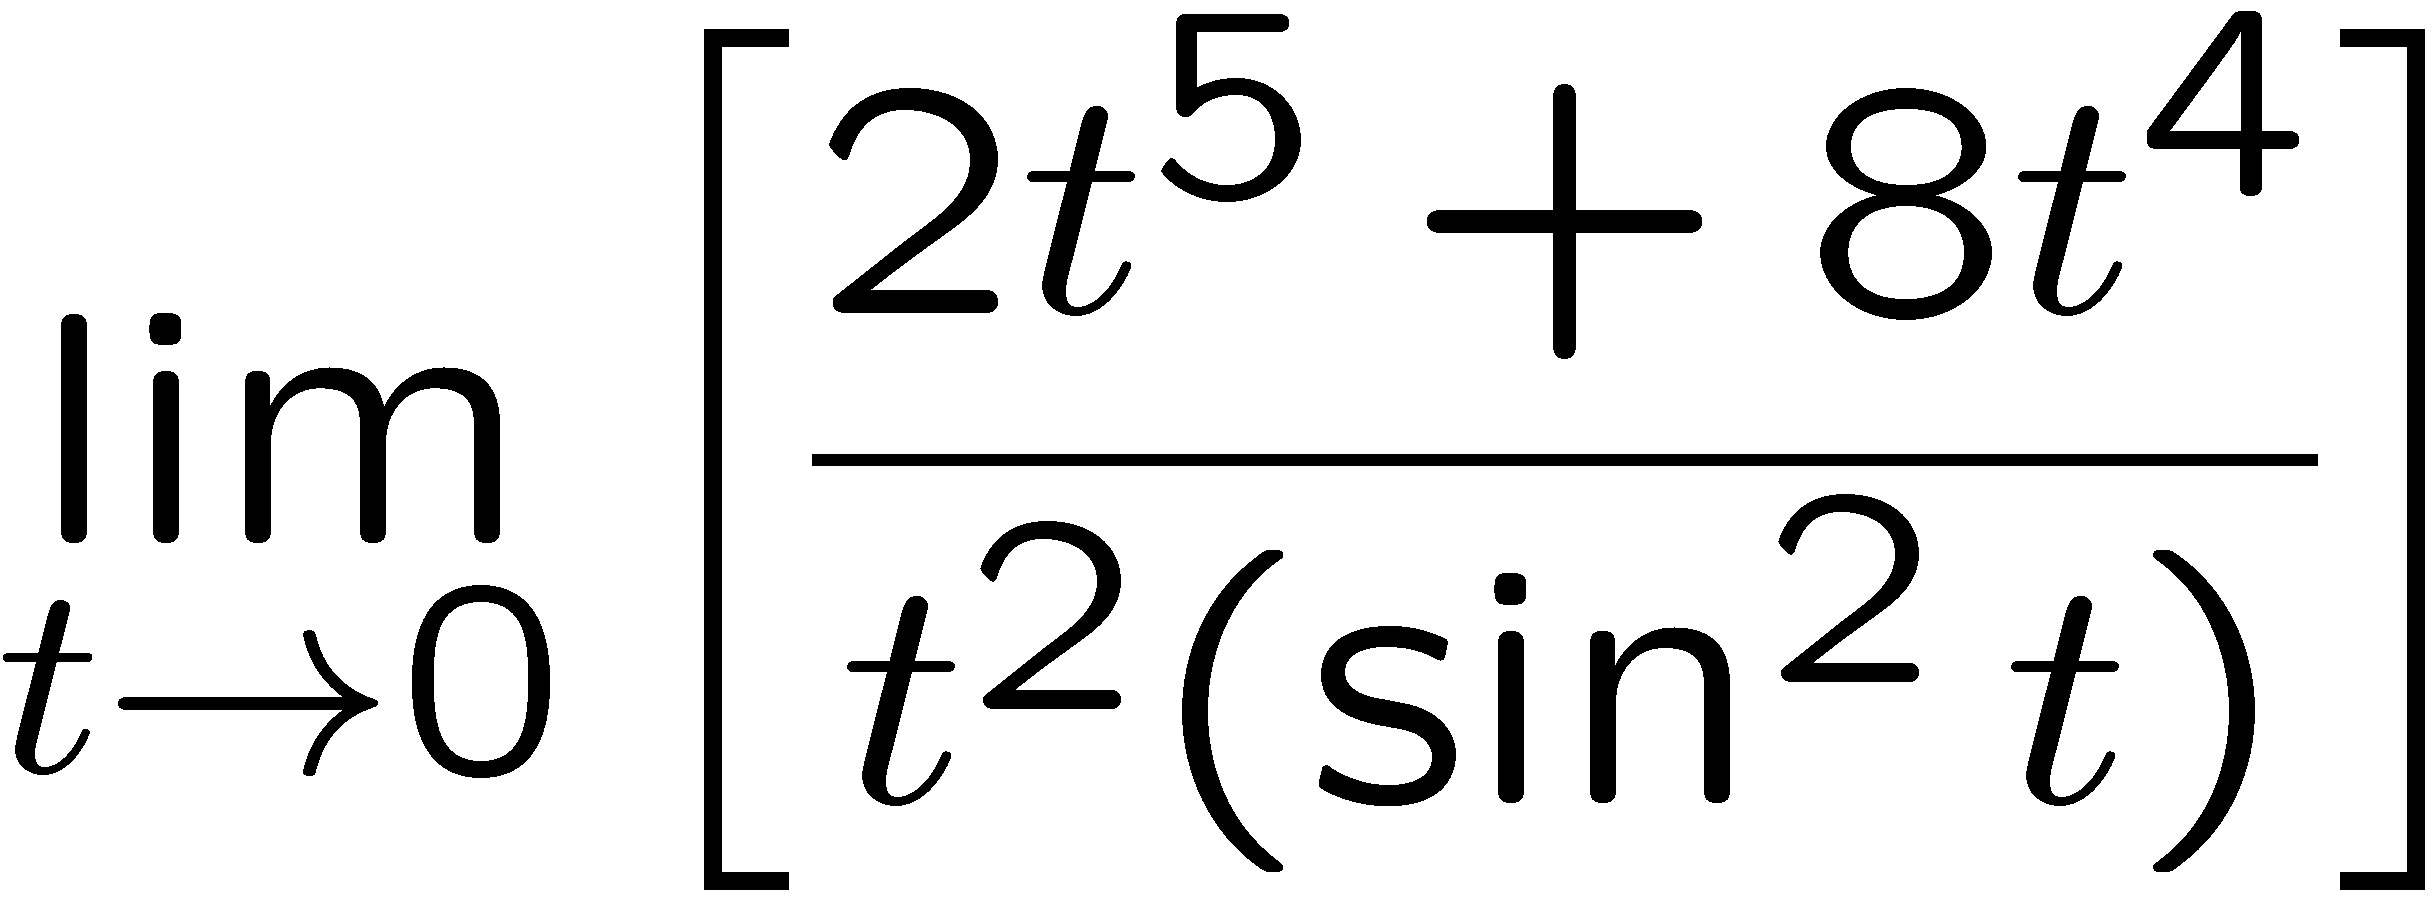 lim t→0 [ (2t^5 + 8t^4) / (t^2(sin^2 t)) ]